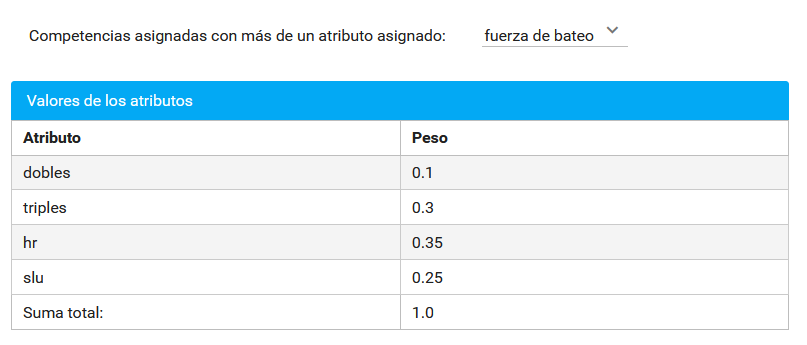 Competencias asignadas con más de un atributo asignado: fuerza de bateo
Valores de los atributos
Atributo Peso
dobles 0.1
triples 0.3
hr 0.35
slu 0.25
Suma total: 1.0